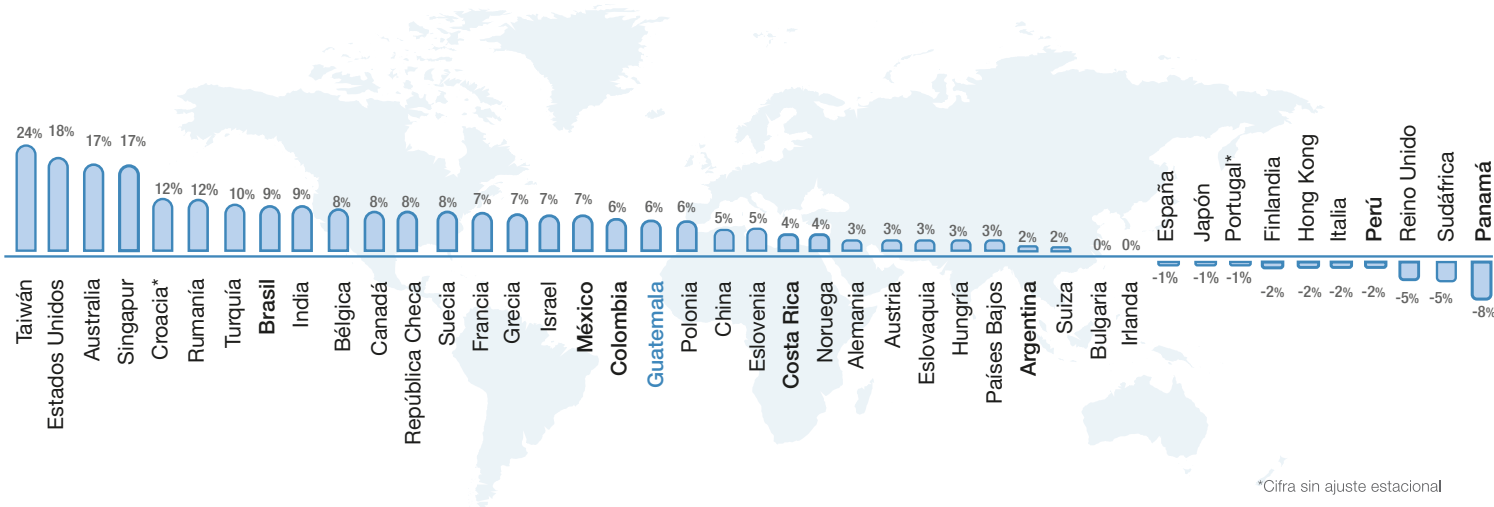 24%
18%
17%
17%
12%
12%
10%
9%
9%
8%
8%
8%
8%
7%
7%
7%
7%
6%
6%
6%
5%
5%
4%
4%
3%
3%
3%
3%
3%
2%
2%
0%
0%
Taiwán
Estados Unidos
Australia
Singapur
Croacia*
Rumanía
Turquía
Brasil
India
Bélgica
Canadá
República Checa
Suecia
Francia
Grecia
Israel
México
Colombia
Guatemala
Polonia
China
Eslovenia
Costa Rica
Noruega
Alemania
Austria
Eslovaquia
Hungría
Países Bajos
Argentina
Suiza
Bulgaria
Irlanda
España
Japón
Portugal*
Finlandia
Hong Kong
Italia
Perú
Reino Unido
Sudáfrica
Panamá
-1%
-1%
-1%
-2%
-2%
-2%
-2%
-5%
-5%
-8%
*Cifra sin ajuste estacional